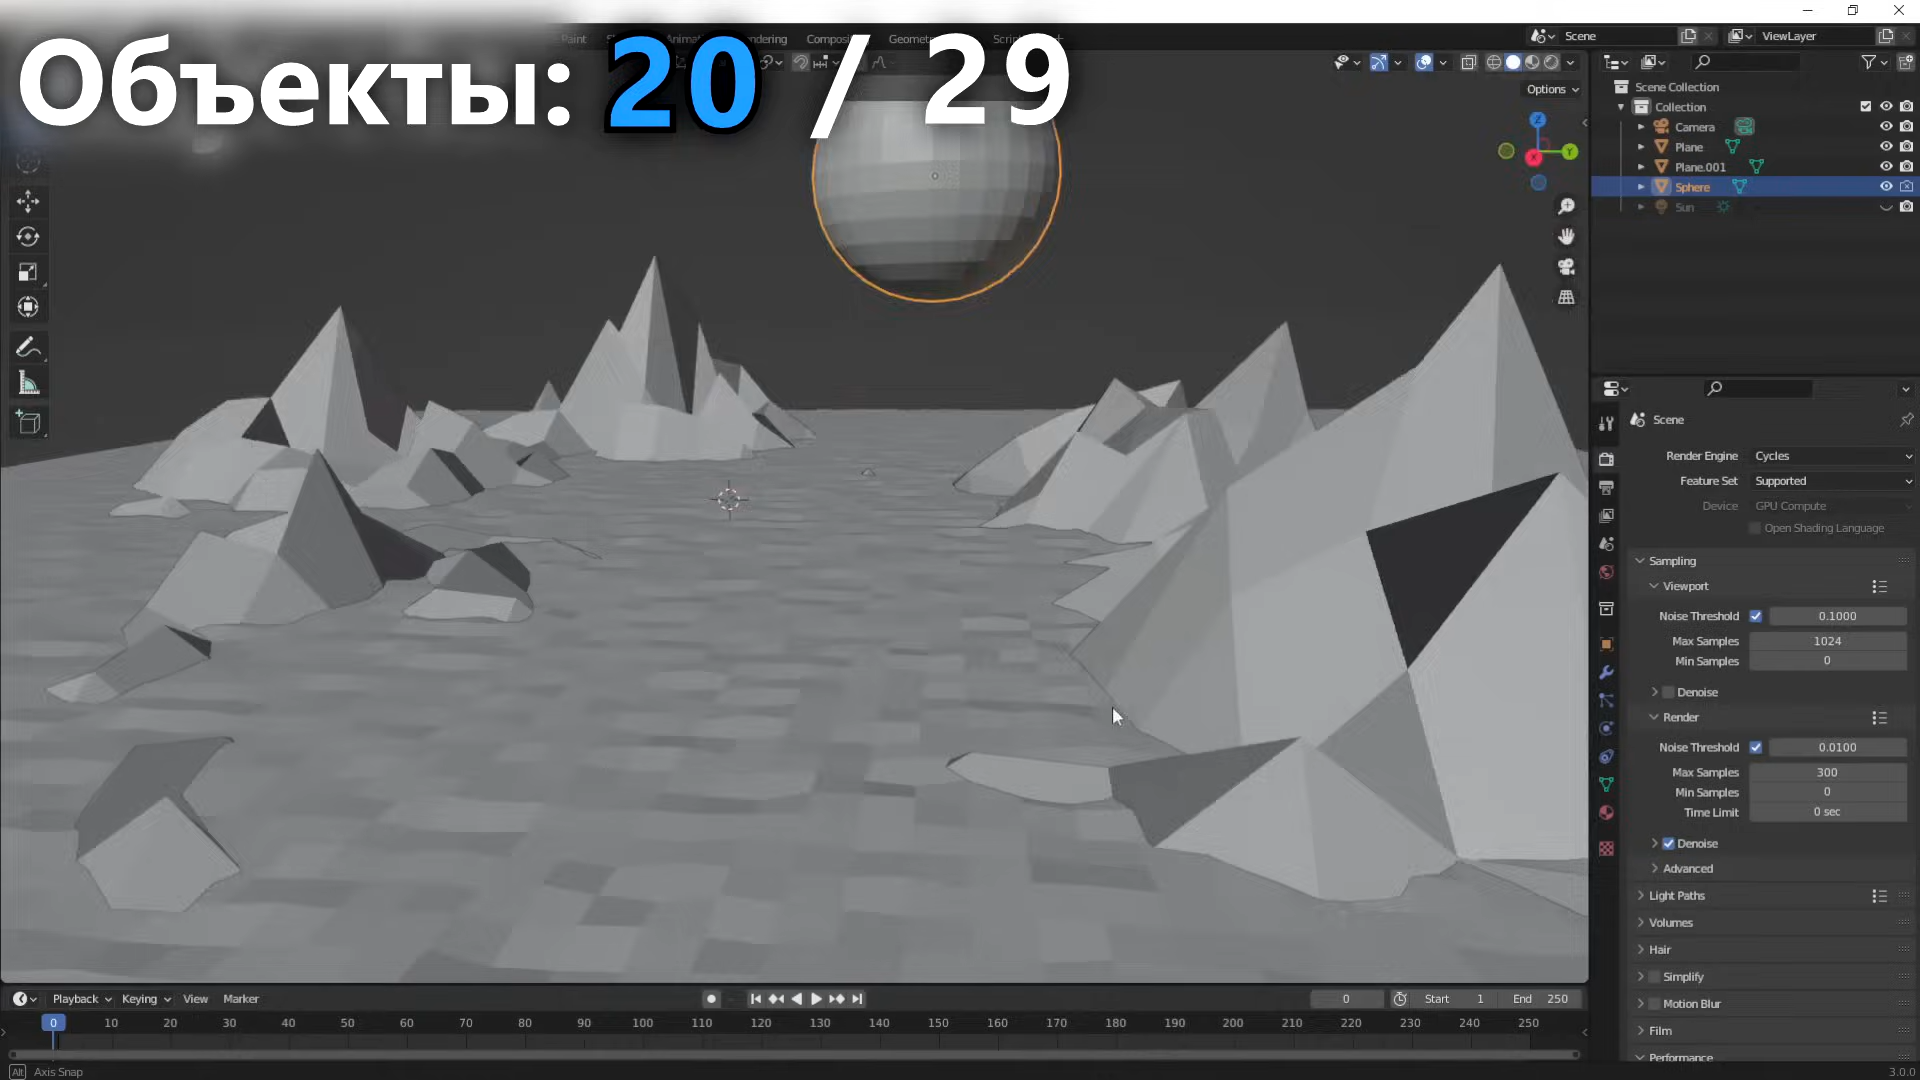 Объекты: 20 / 29
Paint
Scene
ViewLayer
Options
Scene Collection
Collection
Camera
Plane
Plane.001
Sphere
Sun
Z
Y
X
Scene
Render Engine Cycles
Feature Set Supported
Device GPU Compute
Open Shading Language
Sampling
Viewport
Noise Threshold 0.1000
Max Samples 1024
Min Samples 0
Denoise
Render
Noise Threshold 0.0100
Max Samples 300
Min Samples 0
Time Limit 0 sec
Denoise
Advanced
Light Paths
Volumes
Hair
Simplify
Motion Blur
Film
Performance
Playback Keying View Marker
0 Start 1 End 250
0 10 20 30 40 50 60 70 80 90 100 110 120 130 140 150 160 170 180 190 200 210 220 230 240 250
Alt Axis Snap
3.0.0